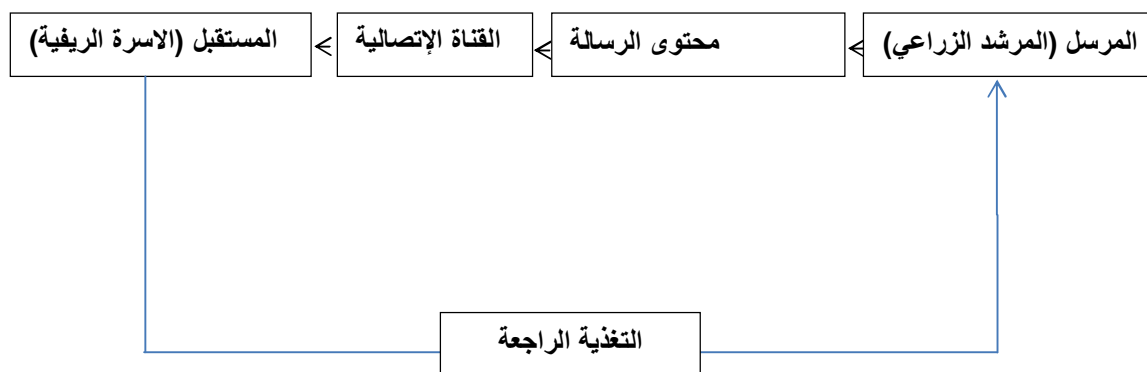 المرسل (المرشد الزراعي)
محتوى الرسالة
القناة الإتصالية
المستقبل (الاسرة الريفية)
التغذية الراجعة